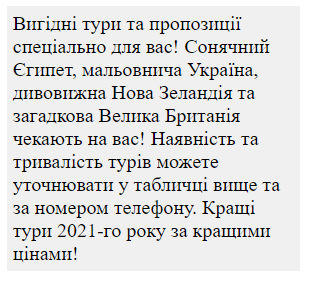 Вигідні тури та пропозиції
спеціально для вас! Сонячний
Єгипет, мальовнича Україна,
дивовижна Нова Зеландія та
загадкова Велика Британія
чекають на вас! Наявність та
тривалість турів можете
уточнювати у табличці вище та
за номером телефону. Кращі
тури 2021-го року за кращими
цінами!